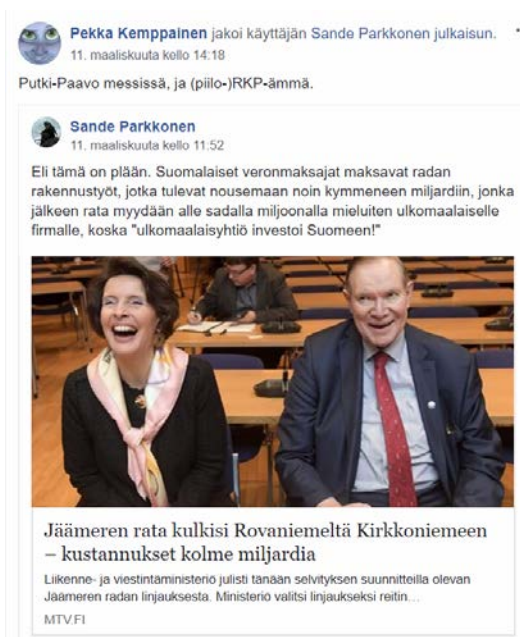 Pekka Kemppainen jakoi käyttäjän Sande Parkkonen julkaisun.
11. maaliskuuta kello 14:18
Putki-Paavo messissä, ja (piilo-)RKP-ämmä.
Sande Parkkonen
11. maaliskuuta kello 11:52
Eli tämä on plään. Suomalaiset veronmaksajat maksavat radan
rakennustyöt, jotka tulevat nousemaan noin kymmeneen miljardiin, jonka
jälkeen rata myydään alle sadalla miljoonalla mieluiten ulkomaalaiselle
firmalle, koska "ulkomaalaisyhtiö investoi Suomeen!"
Jäämeren rata kulkisi Rovaniemeltä Kirkkoniemeen
– kustannukset kolme miljardia
Liikenne- ja viestintäministeriö julisti tänään selvityksen suunnitteilla olevan
Jäämeren radan linjauksesta. Ministeriö valitsi linjaukseksi reitin…
MTV.FI